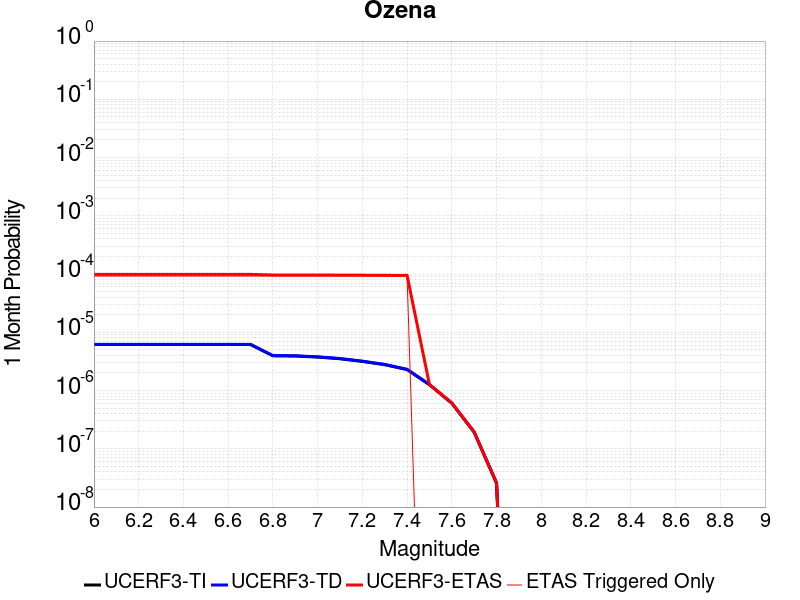 Ozena
10^0
10^-1
10^-2
10^-3
10^-4
10^-5
10^-6
10^-7
10^-8
1 Month Probability
6 6.2 6.4 6.6 6.8 7 7.2 7.4 7.6 7.8 8 8.2 8.4 8.6 8.8 9
Magnitude
UCERF3-TI UCERF3-TD UCERF3-ETAS ETAS Triggered Only